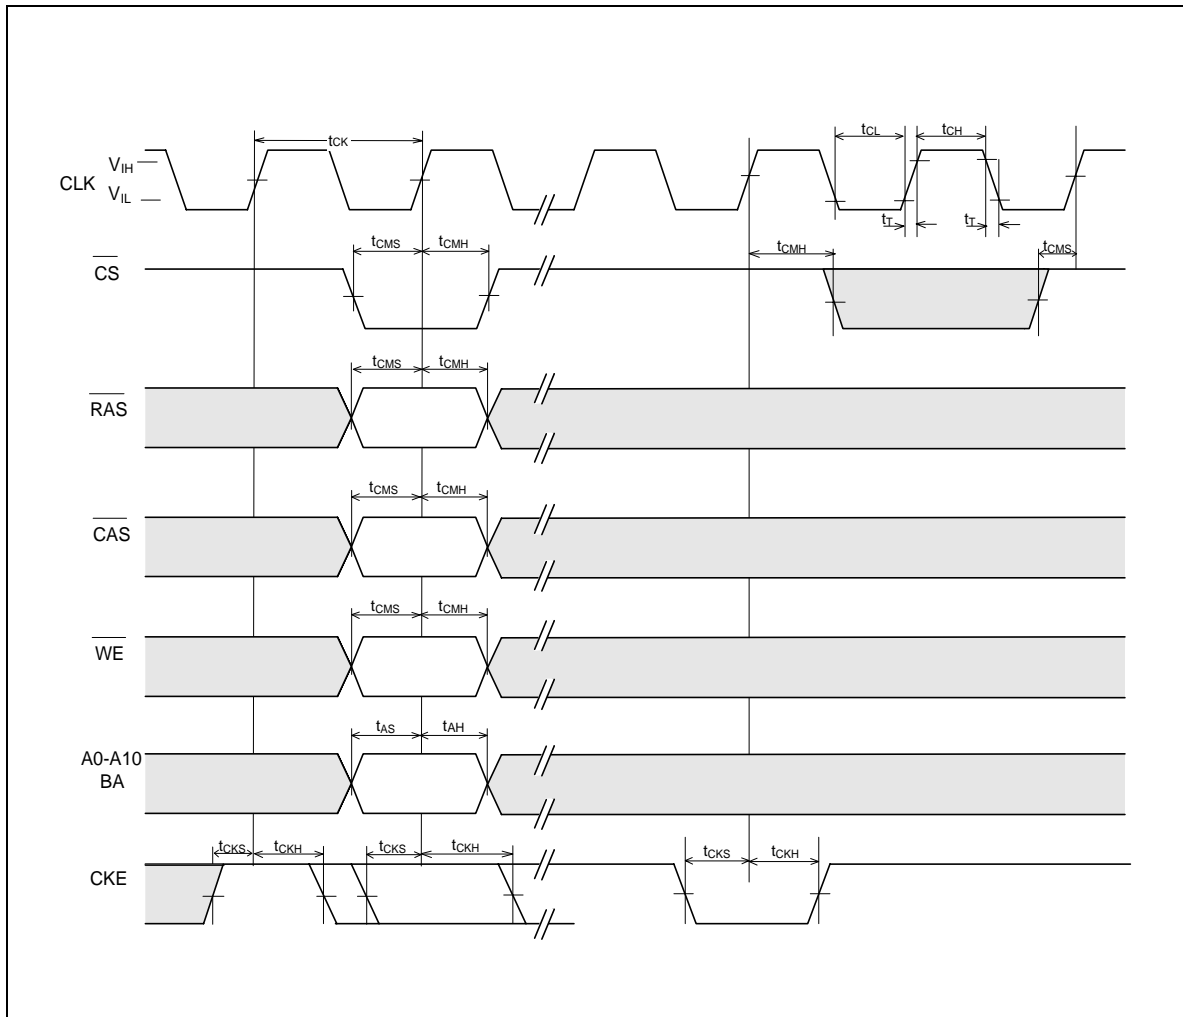 tCK
tCL
tCH
VIH
CLK
VIL
tT
tT
tCMS
tCMH
tCMH
tCMS
CS
tCMS
tCMH
RAS
tCMS
tCMH
CAS
tCMS
tCMH
WE
tAS
tAH
A0-A10
BA
tCKS
tCKH
tCKS
tCKH
tCKS
tCKH
CKE